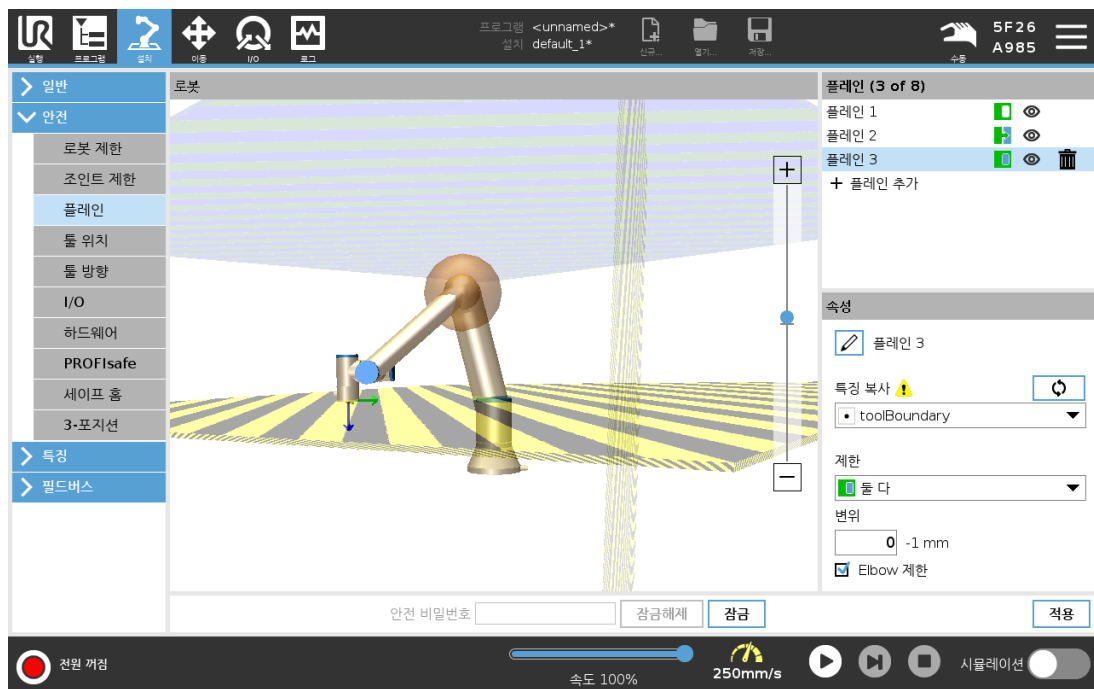 UR
실행
프로그램
설치
이동
I/O
로그
프로그램 <unnamed>*
설치 default_1*
신규...
열기...
저장...
수동
5F26
A985
일반
안전
로봇 제한
조인트 제한
플레인
툴 위치
툴 방향
I/O
하드웨어
PROFIsafe
세이프 홈
3-포지션
특징
필드버스
로봇
플레인 (3 of 8)
플레인 1
플레인 2
플레인 3
+ 플레인 추가
속성
플레인 3
특징 복사
toolBoundary
제한
둘 다
변위
0 -1 mm
Elbow 제한
안전 비밀번호 잠금해제 잠금 적용
전원 꺼짐
속도 100%
250mm/s
시뮬레이션